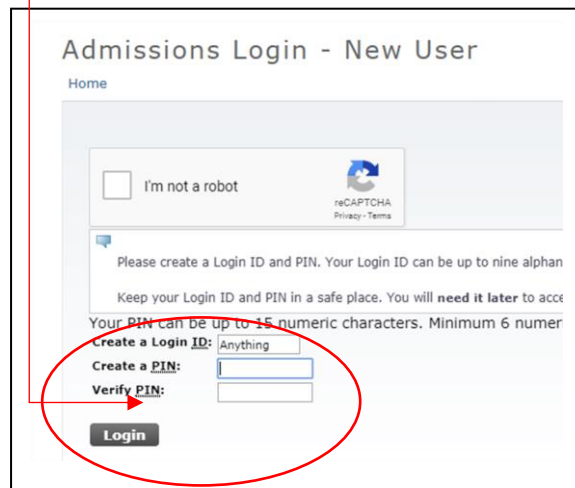 Admissions Login - New User
Home
I'm not a robot
reCAPTCHA
Privacy - Terms
Please create a Login ID and PIN. Your Login ID can be up to nine alphan
Keep your Login ID and PIN in a safe place. You will need it later to acce
Your PIN can be up to 15 numeric characters. Minimum 6 numer
Create a Login ID: Anything
Create a PIN:
Verify PIN:
Login